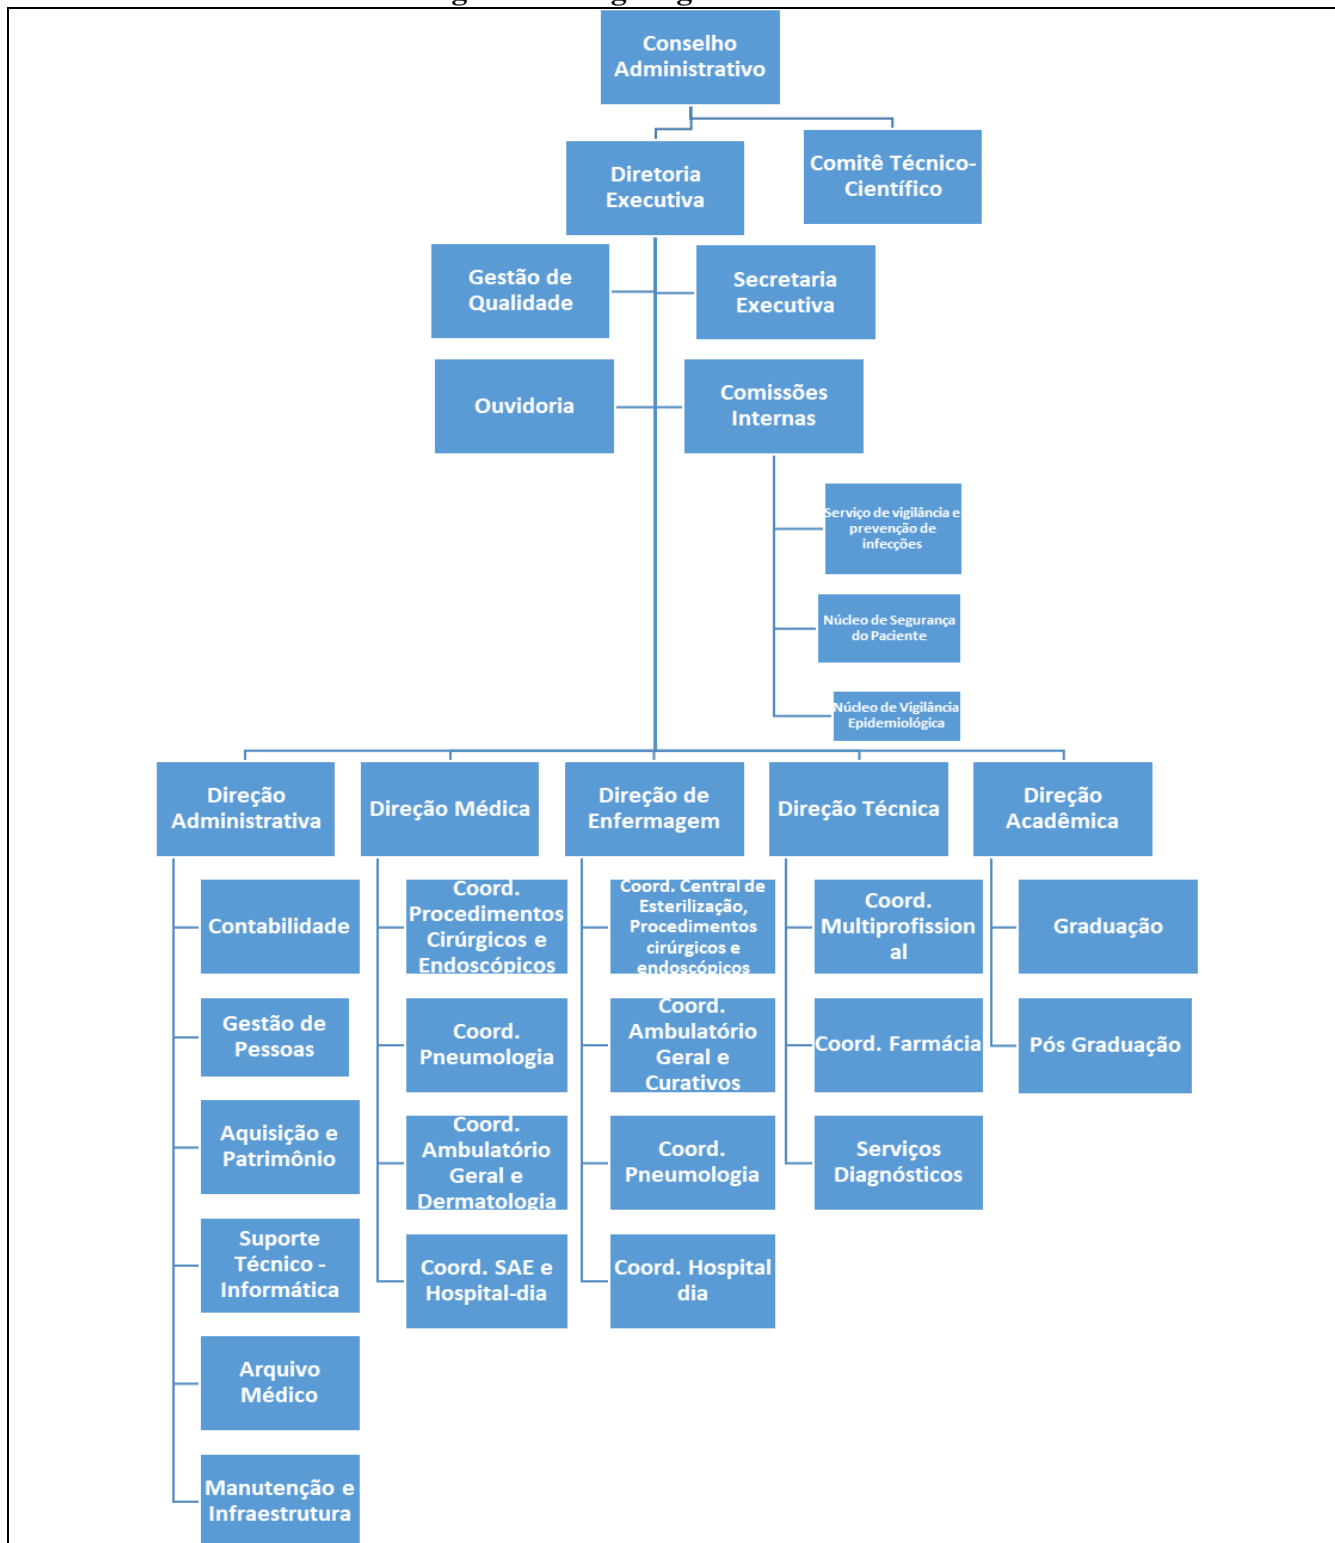 Conselho
Administrativo
Diretoria
Executiva
Comitê Técnico-
Científico
Gestão de
Qualidade
Secretaria
Executiva
Ouvidoria
Comissões
Internas
Serviço de vigilância e
prevenção de
infecções
Núcleo de Segurança
do Paciente
Núcleo de Vigilância
Epidemiológica
Direção
Administrativa
Direção Médica
Direção de
Enfermagem
Direção Técnica
Direção
Acadêmica
Contabilidade
Gestão de
Pessoas
Aquisição e
Patrimônio
Suporte
Técnico -
Informática
Arquivo
Médico
Manutenção e
Infraestrutura
Coord.
Procedimentos
Cirúrgicos e
Endoscópicos
Coord.
Pneumologia
Coord.
Ambulatório
Geral e
Dermatologia
Coord. SAE e
Hospital-dia
Coord. Central de
Esterilização,
Procedimentos
cirúrgicos e
endoscópicos
Coord.
Ambulatório
Geral e
Curativos
Coord.
Pneumologia
Coord. Hospital
dia
Coord.
Multiprofission
al
Coord. Farmácia
Serviços
Diagnósticos
Graduação
Pós Graduação